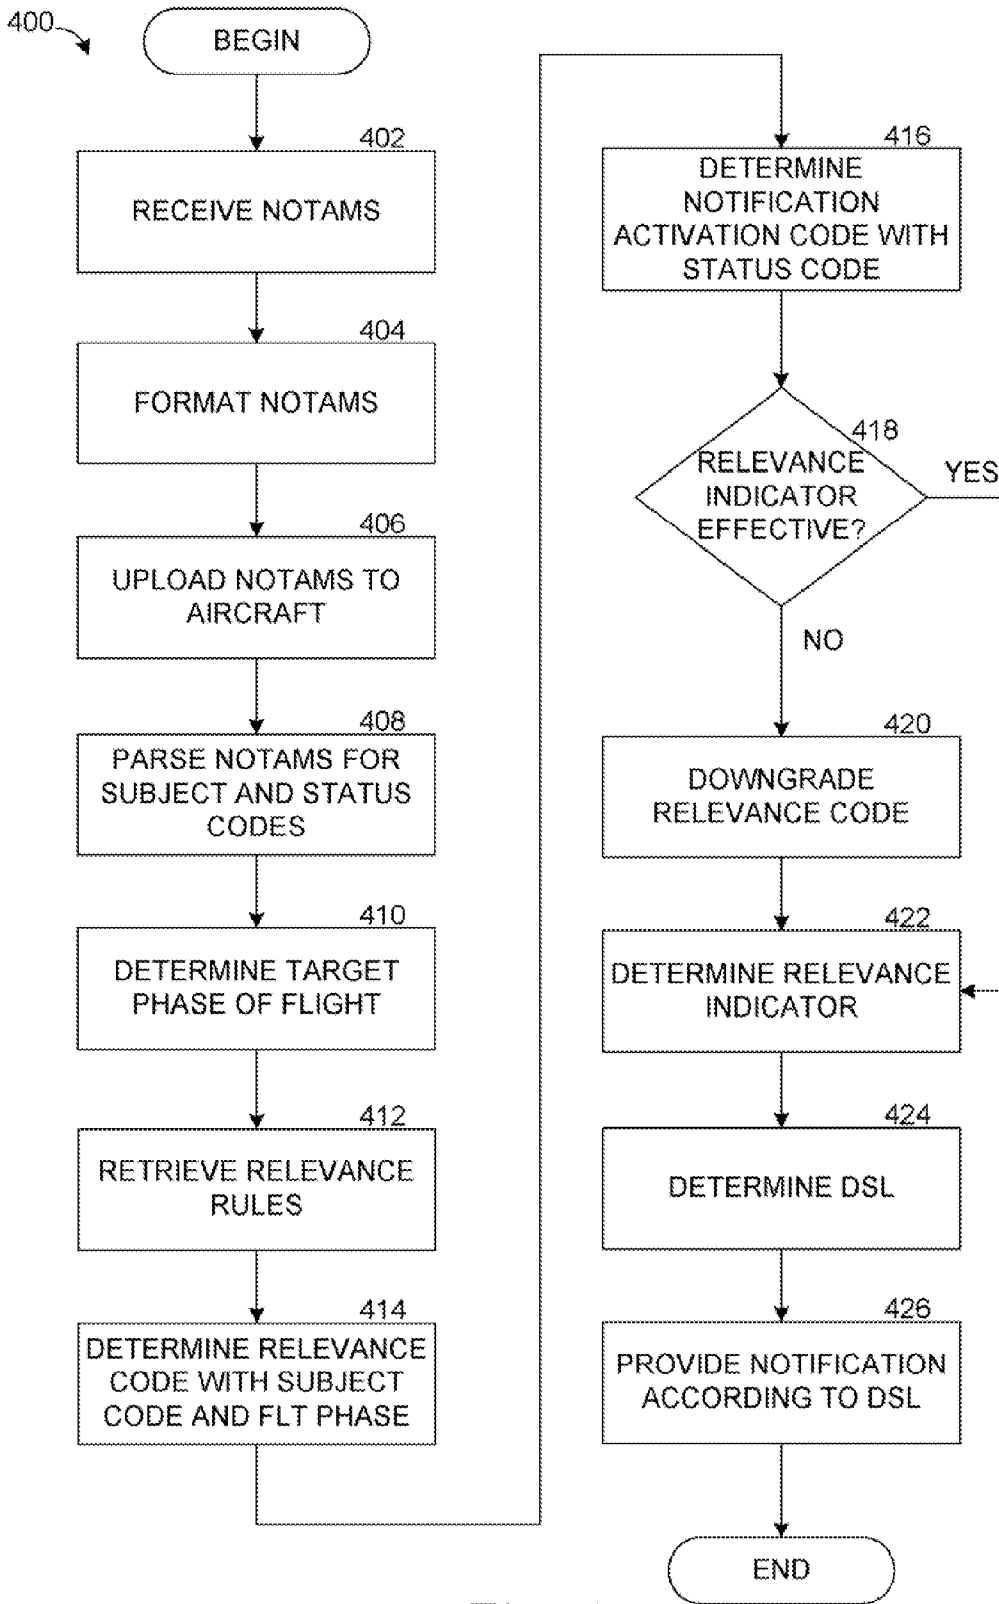 400
BEGIN
402
RECEIVE NOTAMS
404
FORMAT NOTAMS
406
UPLOAD NOTAMS TO
AIRCRAFT
408
PARSE NOTAMS FOR
SUBJECT AND STATUS
CODES
410
DETERMINE TARGET
PHASE OF FLIGHT
412
RETRIEVE RELEVANCE
RULES
414
DETERMINE RELEVANCE
CODE WITH SUBJECT
CODE AND FLT PHASE
416
DETERMINE
NOTIFICATION
ACTIVATION CODE WITH
STATUS CODE
418
RELEVANCE
INDICATOR
EFFECTIVE?
YES
NO
420
DOWNGRADE
RELEVANCE CODE
422
DETERMINE RELEVANCE
INDICATOR
424
DETERMINE DSL
426
PROVIDE NOTIFICATION
ACCORDING TO DSL
END